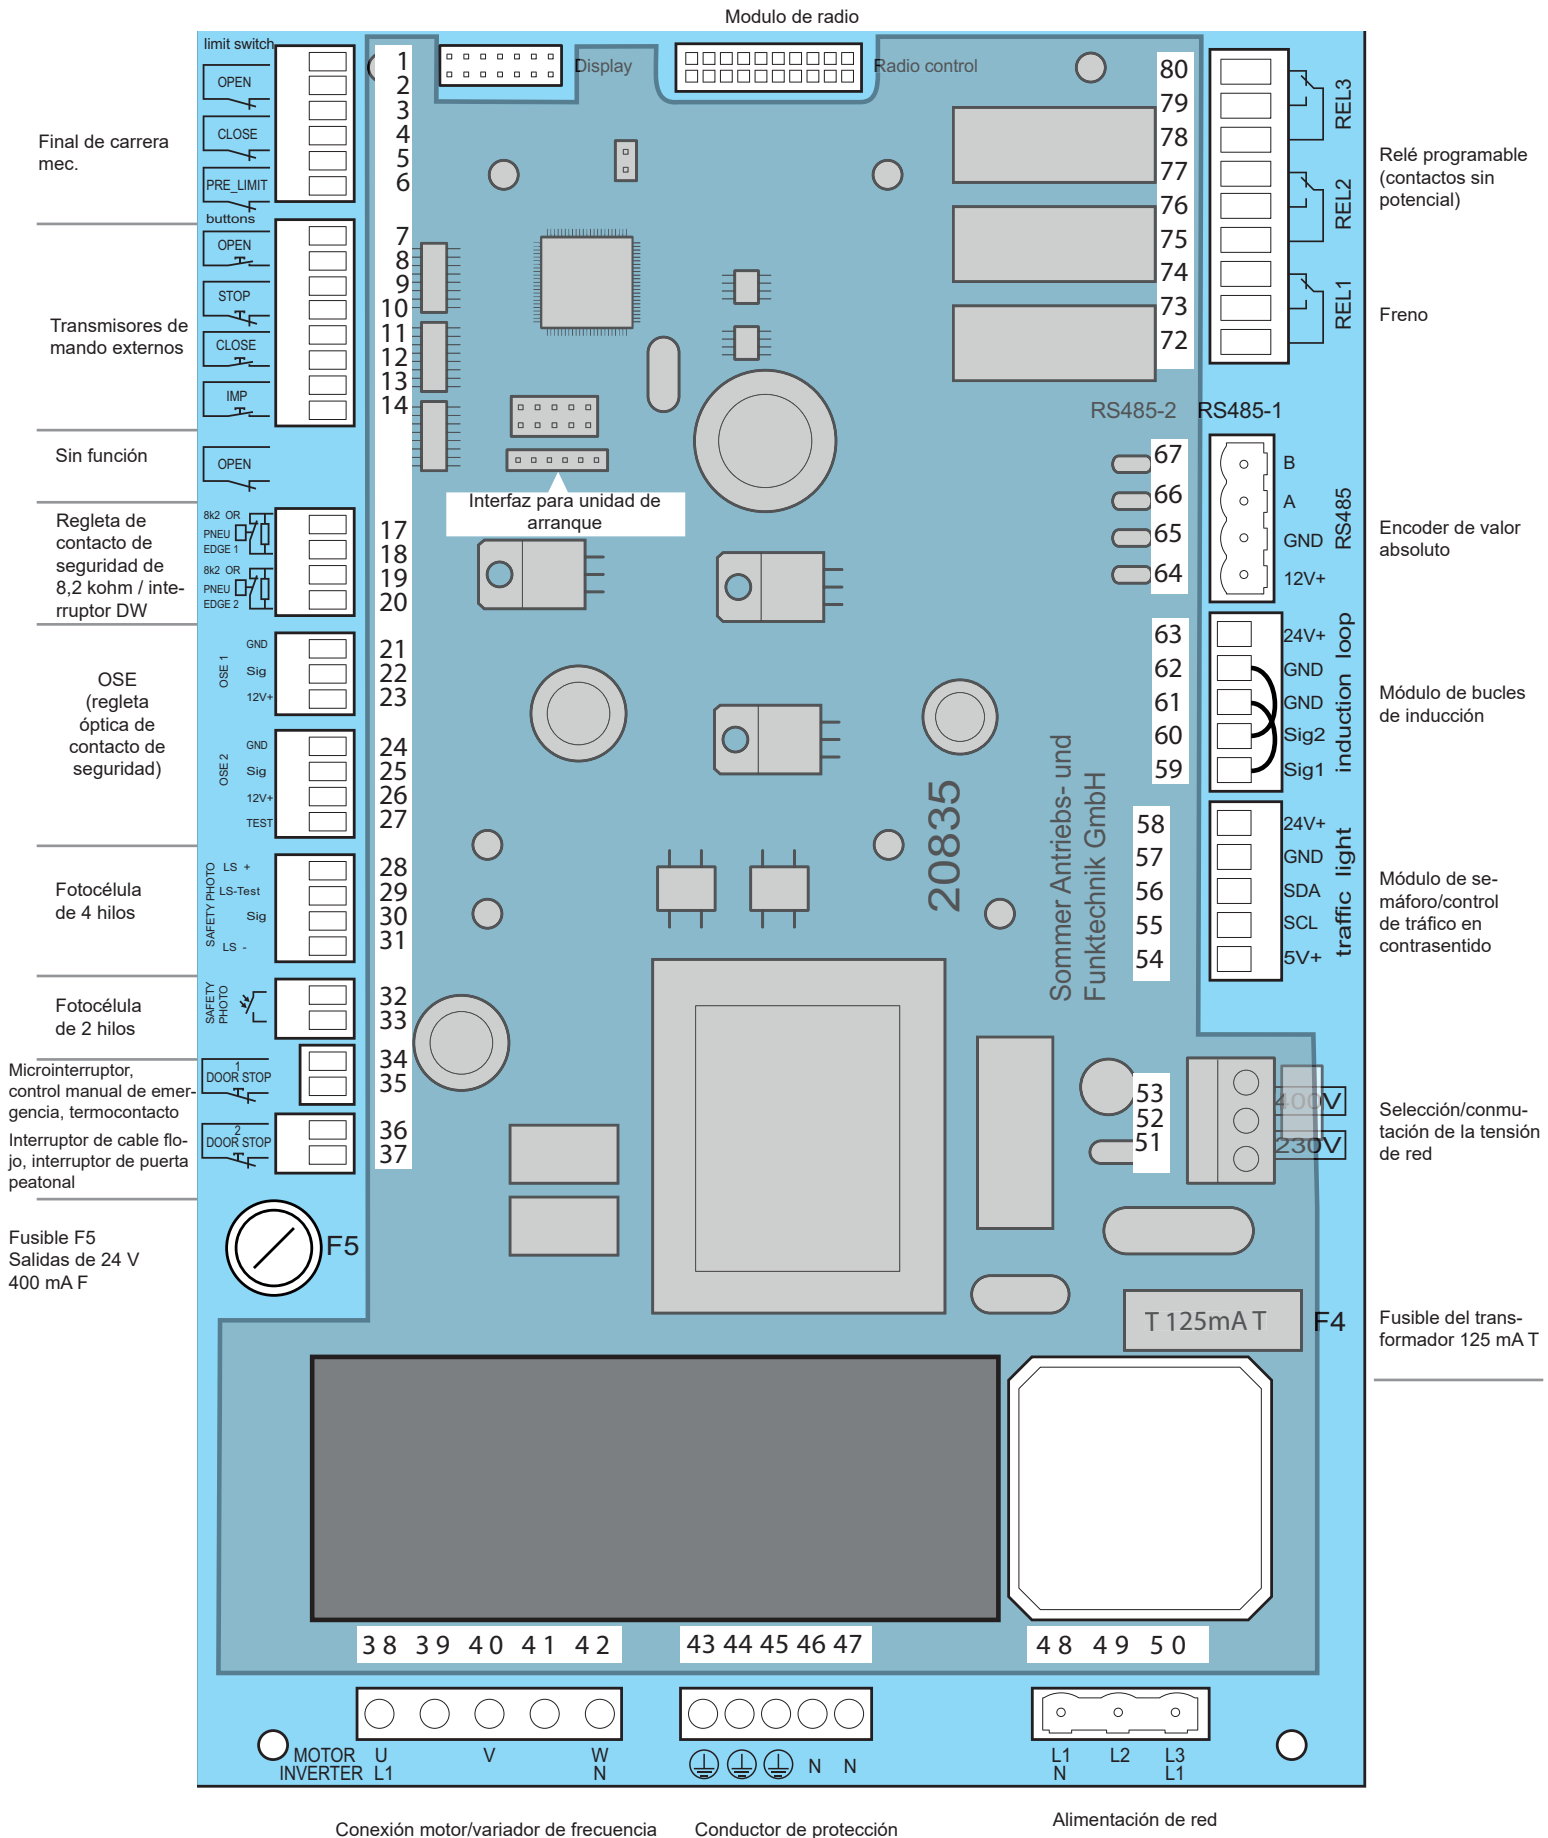 Modulo de radio
limit switch
OPEN
CLOSE
PRE_LIMIT
buttons
OPEN
STOP
CLOSE
IMP
OPEN
8k2 OR
PNEU
EDGE 1
8k2 OR
PNEU
EDGE 2
OSE 1
GND
Sig
12V+
OSE 2
GND
Sig
12V+
TEST
SAFETY PHOTO
LS +
LS-Test
Sig
LS -
SAFETY
PHOTO
1
DOOR STOP
2
DOOR STOP
F5
Final de carrera
mec.
Transmisores de
mando externos
Sin función
Regleta de
contacto de
seguridad de
8,2 kohm / inte-
rruptor DW
OSE
(regleta
óptica de
contacto de
seguridad)
Fotocélula
de 4 hilos
Fotocélula
de 2 hilos
Microinterruptor,
control manual de emer-
gencia, termocontacto
Interruptor de cable flo-
jo, interruptor de puerta
peatonal
Fusible F5
Salidas de 24 V
400 mA F
1
2
3
4
5
6
7
8
9
10
11
12
13
14
17
18
19
20
21
22
23
24
25
26
27
28
29
30
31
32
33
34
35
36
37
Display
Radio control
Interfaz para unidad de
arranque
20835
Sommer Antriebs- und
Funktechnik GmbH
80
79
78
77
76
75
74
73
72
REL3
REL2
REL1
RS485-2 RS485-1
67
66
65
64
B
A
GND
12V+
RS485
63
62
61
60
59
24V+
GND
GND
Sig2
Sig1
induction loop
58
57
56
55
54
24V+
GND
SDA
SCL
5V+
traffic light
53
52
51
400V
230V
T 125mA T
F4
Relé programable
(contactos sin
potencial)
Freno
Encoder de valor
absoluto
Módulo de bucles
de inducción
Módulo de se-
máforo/control
de tráfico en
contrasentido
Selección/conmu-
tación de la tensión
de red
Fusible del trans-
formador 125 mA T
38 39 40 41 42
43 44 45 46 47
48 49 50
MOTOR U V W
INVERTER L1 N
N N
L1 L2 L3
N L1
Conexión motor/variador de frecuencia
Conductor de protección
Alimentación de red